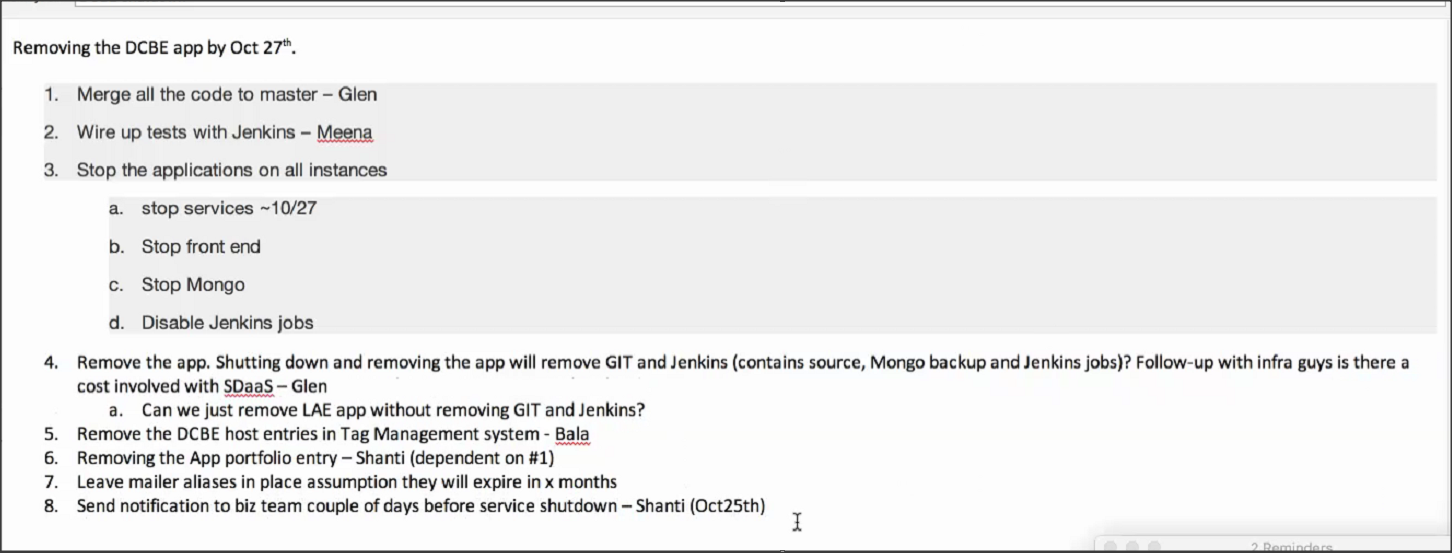 Removing the DCBE app by Oct 27th.
1. Merge all the code to master – Glen
2. Wire up tests with Jenkins – Meena
3. Stop the applications on all instances
a. stop services ~10/27
b. Stop front end
c. Stop Mongo
d. Disable Jenkins jobs
4. Remove the app. Shutting down and removing the app will remove GIT and Jenkins (contains source, Mongo backup and Jenkins jobs)? Follow-up with infra guys is there a
cost involved with SDaaS – Glen
a. Can we just remove LAE app without removing GIT and Jenkins?
5. Remove the DCBE host entries in Tag Management system - Bala
6. Removing the App portfolio entry – Shanti (dependent on #1)
7. Leave mailer aliases in place assumption they will expire in x months
8. Send notification to biz team couple of days before service shutdown – Shanti (Oct25th)
2 Reminders